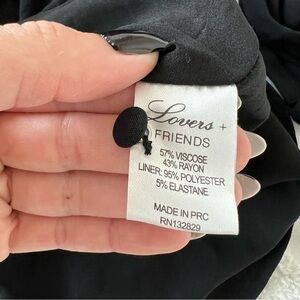 Lovers +
FRIENDS
57% VISCOSE
43% RAYON
LINER: 95% POLYESTER
5% ELASTANE
MADE IN PRC
RN132829